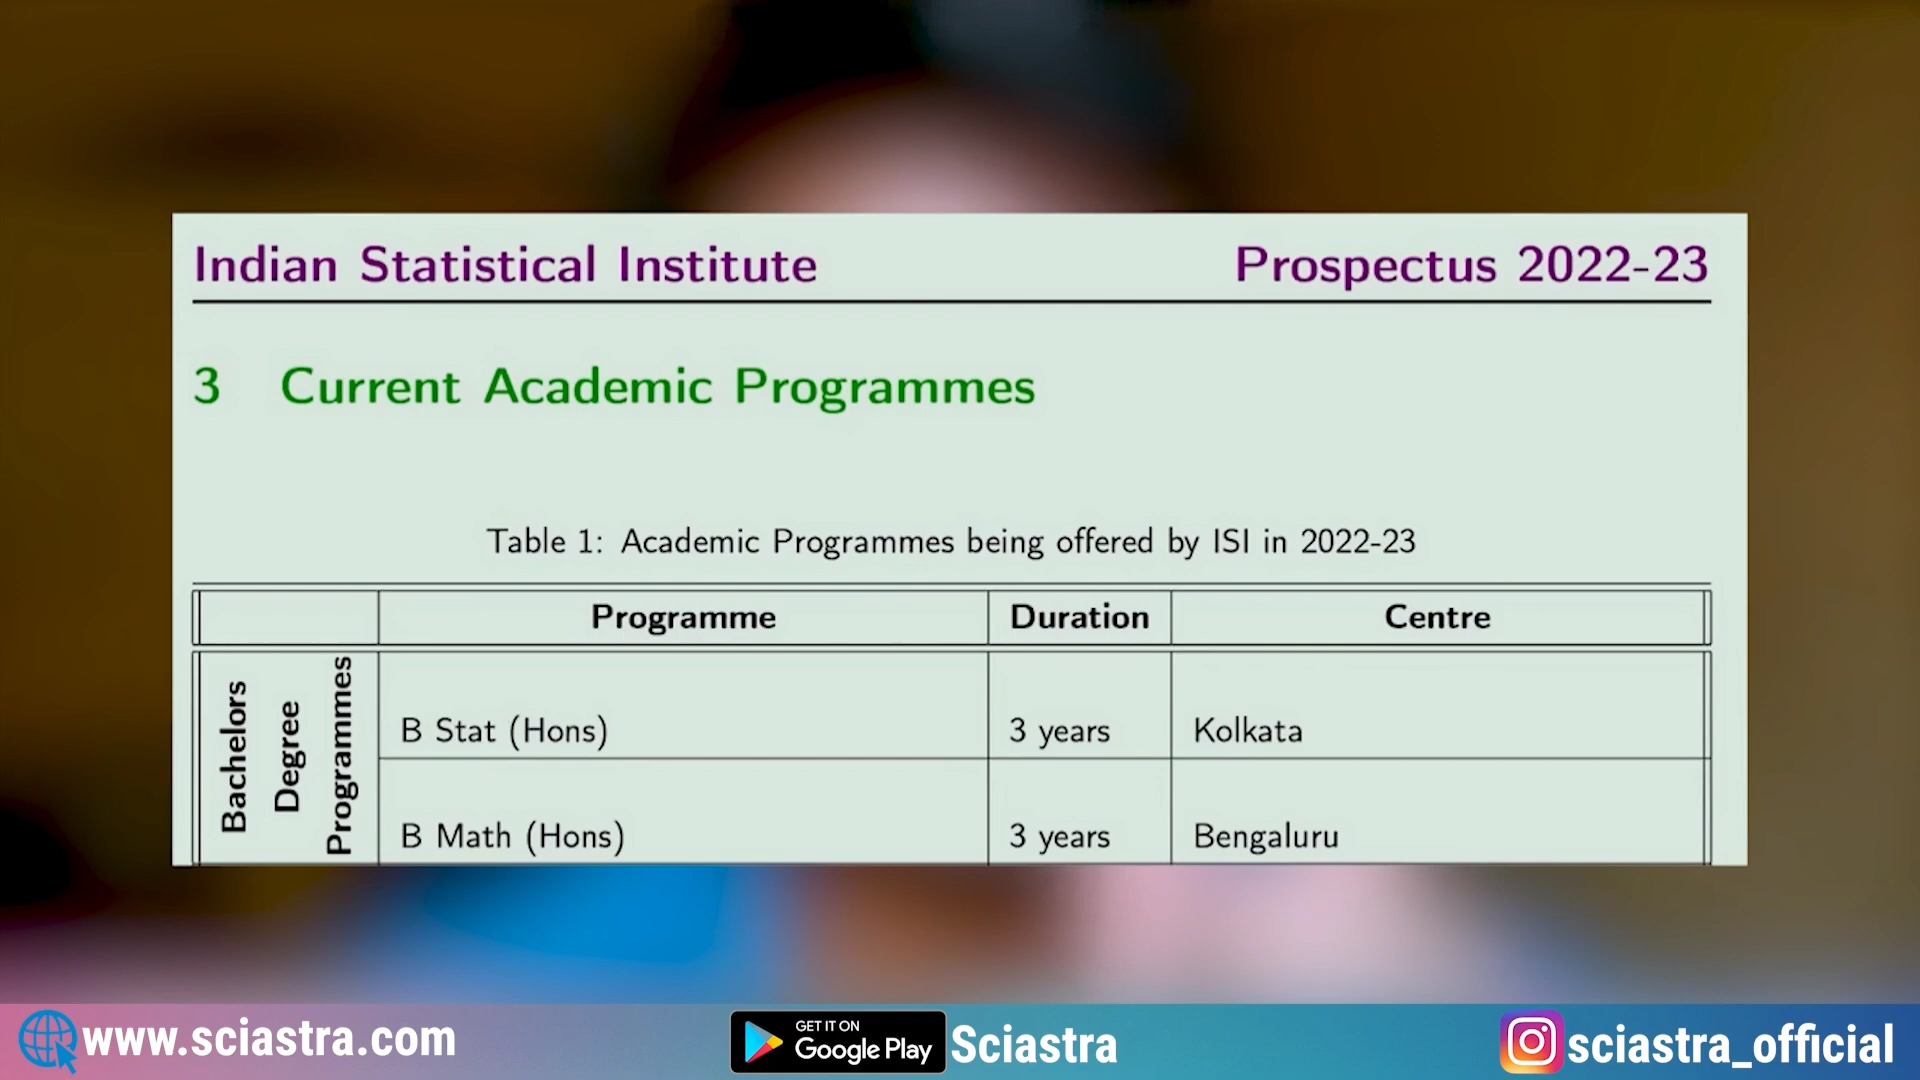 Indian Statistical Institute Prospectus 2022-23
3 Current Academic Programmes
Table 1: Academic Programmes being offered by ISI in 2022-23
Programme Duration Centre
Bachelors
Degree
Programmes
B Stat (Hons) 3 years Kolkata
B Math (Hons) 3 years Bengaluru
www.sciastra.com
GET IT ON
Google Play
Sciastra
sciastra_official